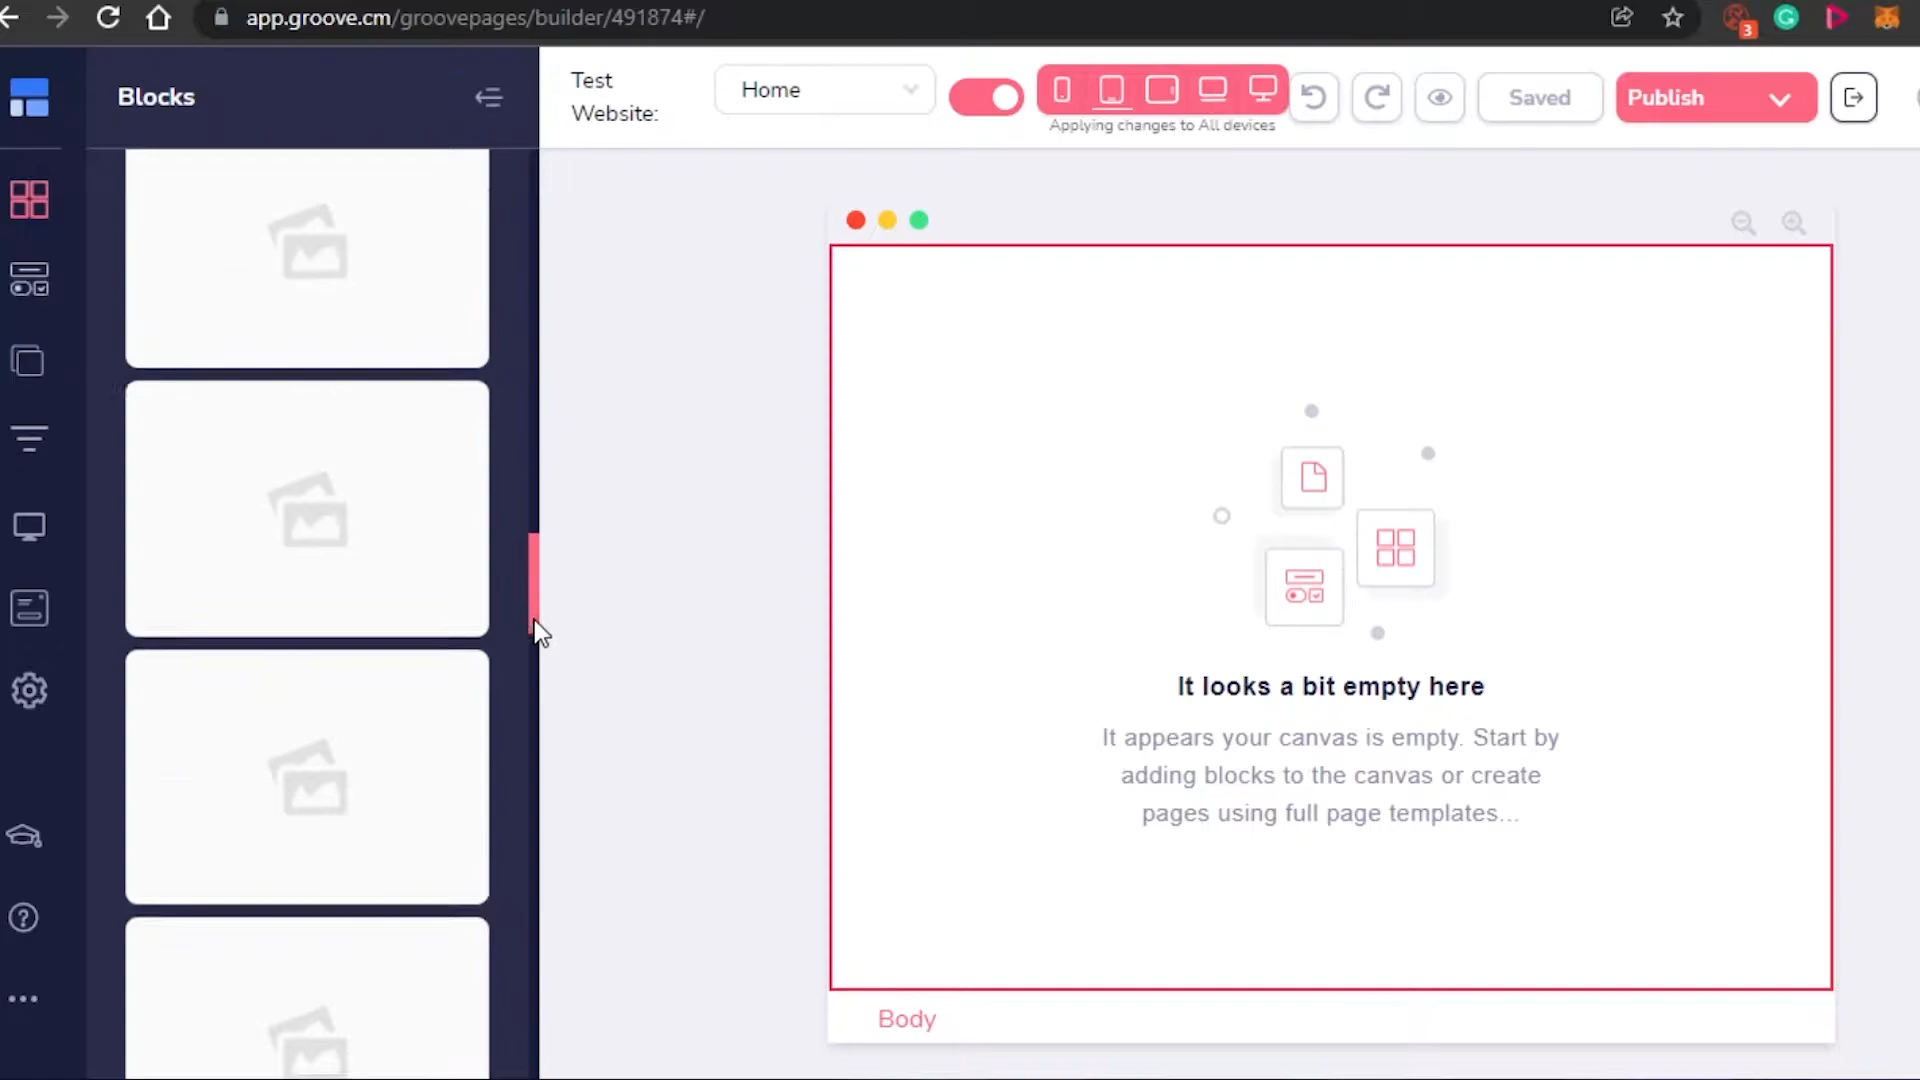 app.groove.cm/groovepages/builder/491874#/
3
Blocks
Test
Website:
Home
Applying changes to All devices
Saved
Publish
It looks a bit empty here
It appears your canvas is empty. Start by
adding blocks to the canvas or create
pages using full page templates...
Body